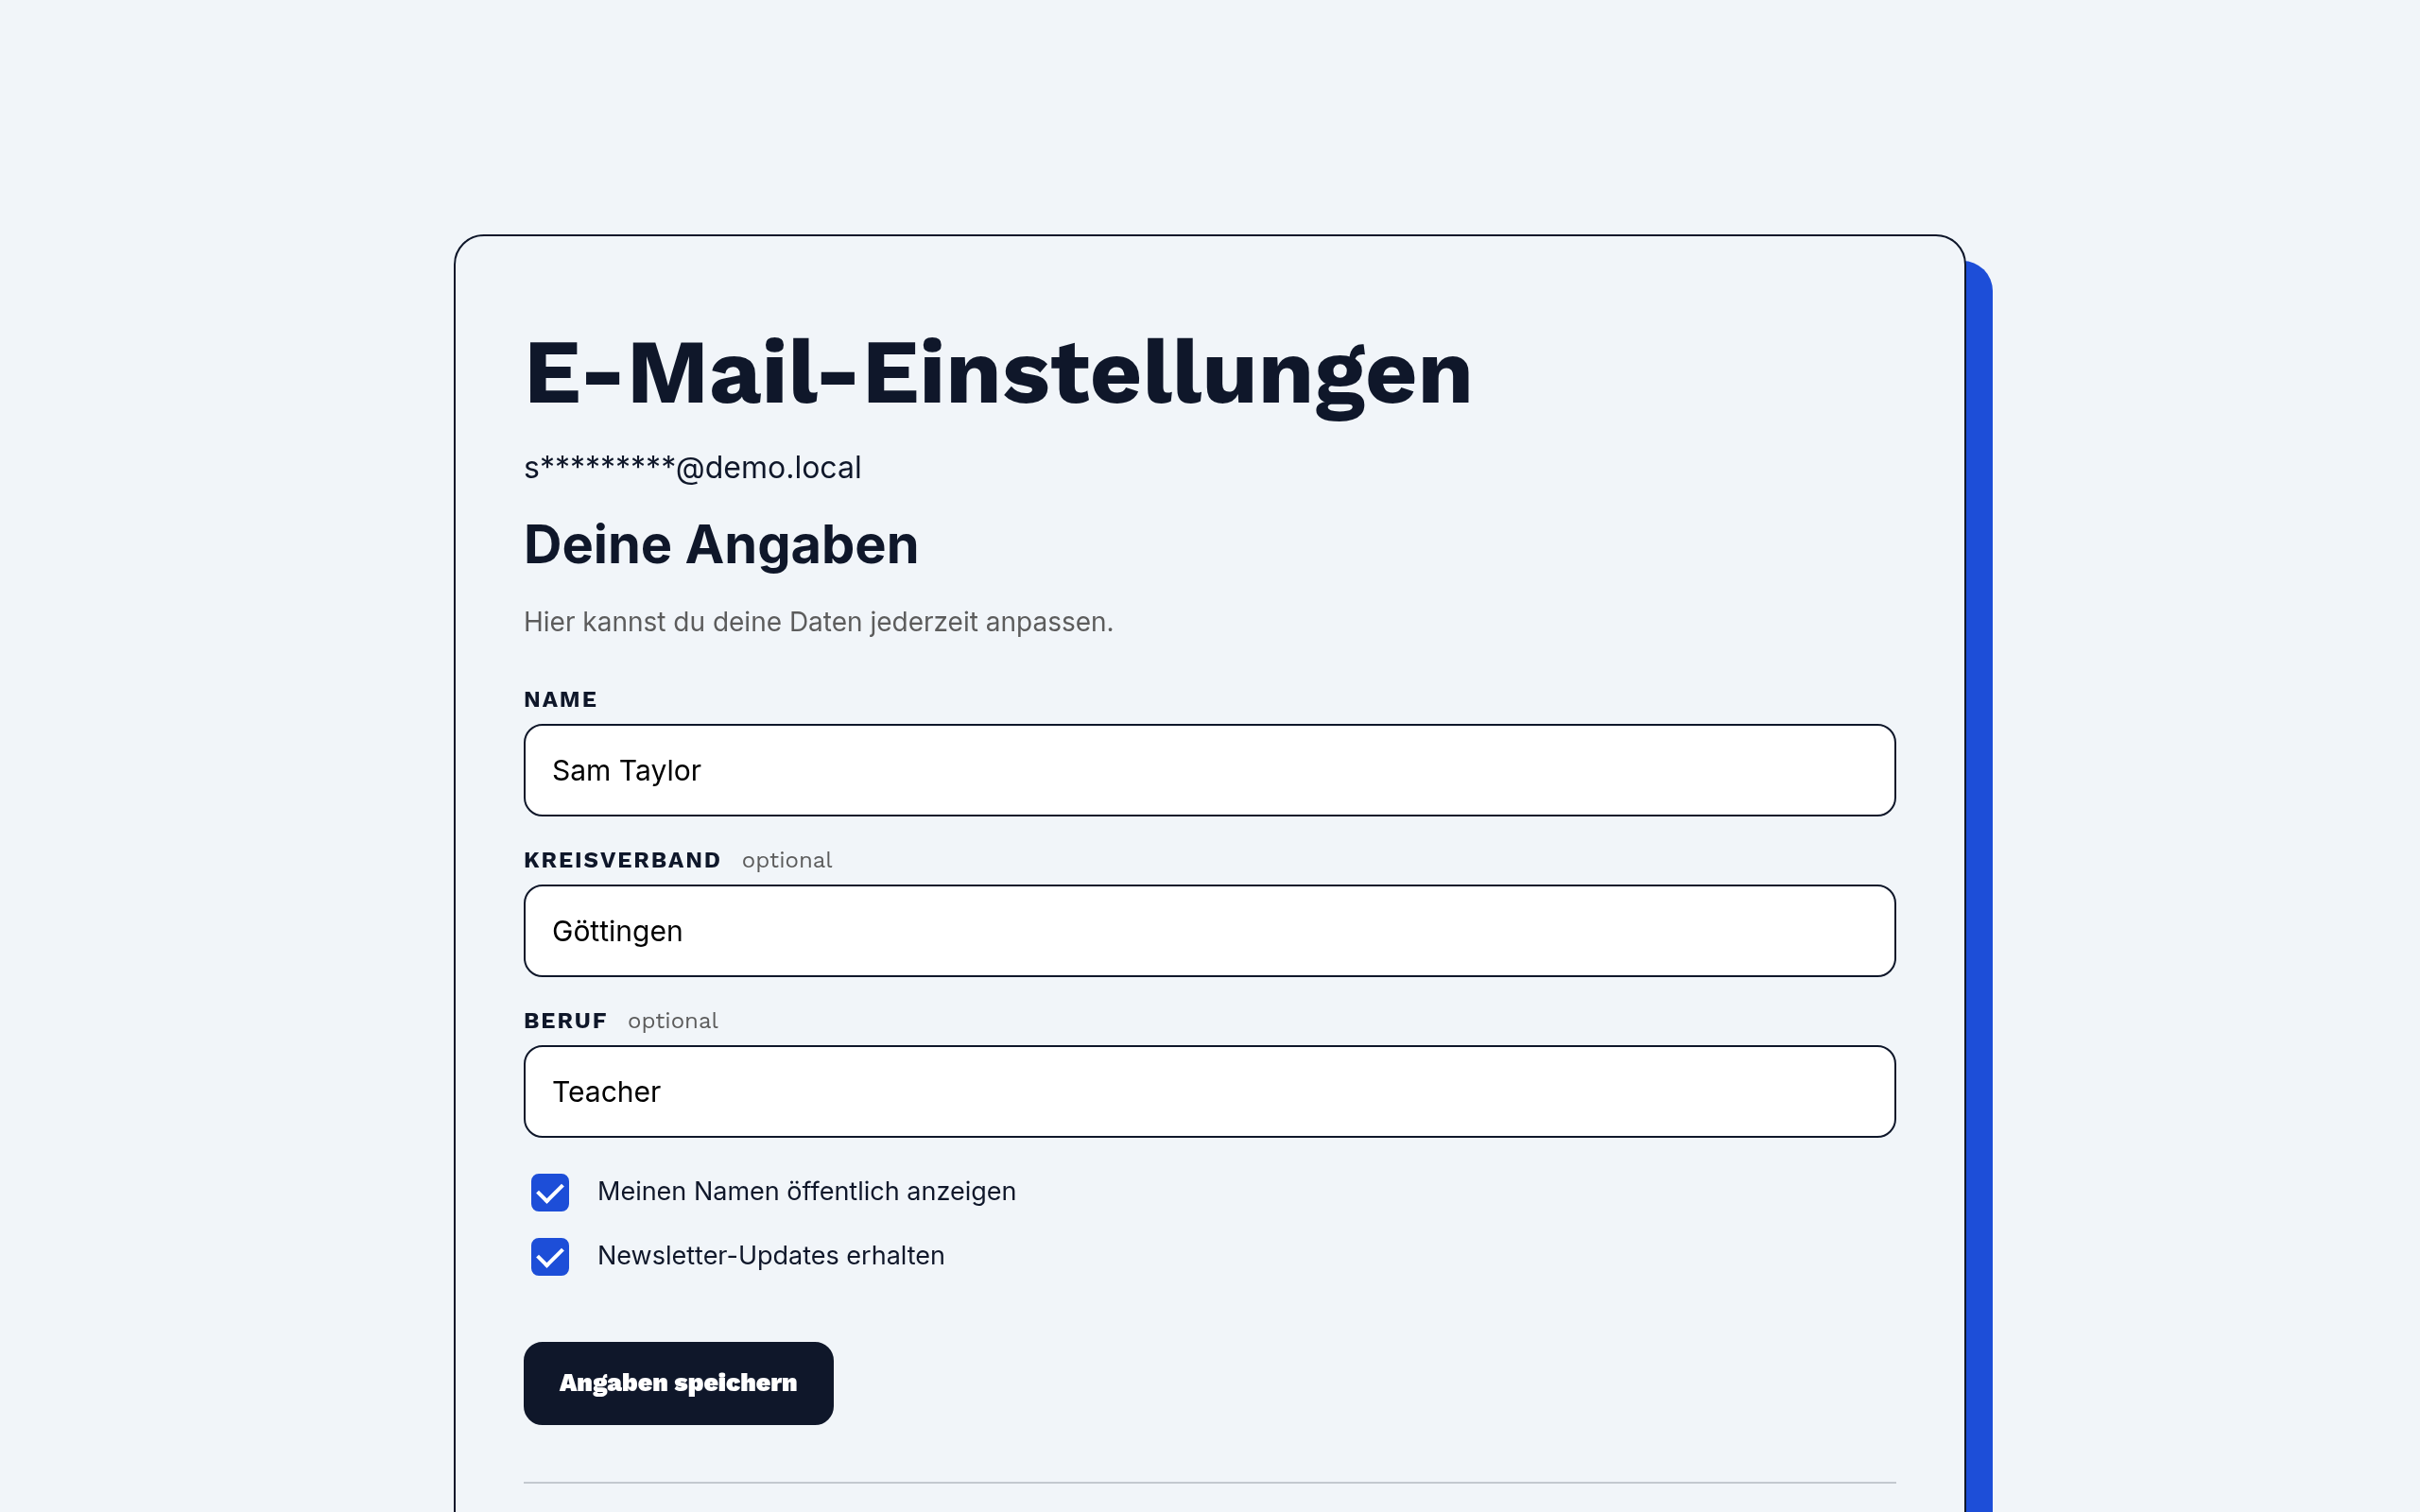 E-Mail-Einstellungen
s*********@demo.local
Deine Angaben
Hier kannst du deine Daten jederzeit anpassen.
NAME
Sam Taylor
KREISVERBAND optional
Göttingen
BERUF optional
Teacher
Meinen Namen öffentlich anzeigen
Newsletter-Updates erhalten
Angaben speichern